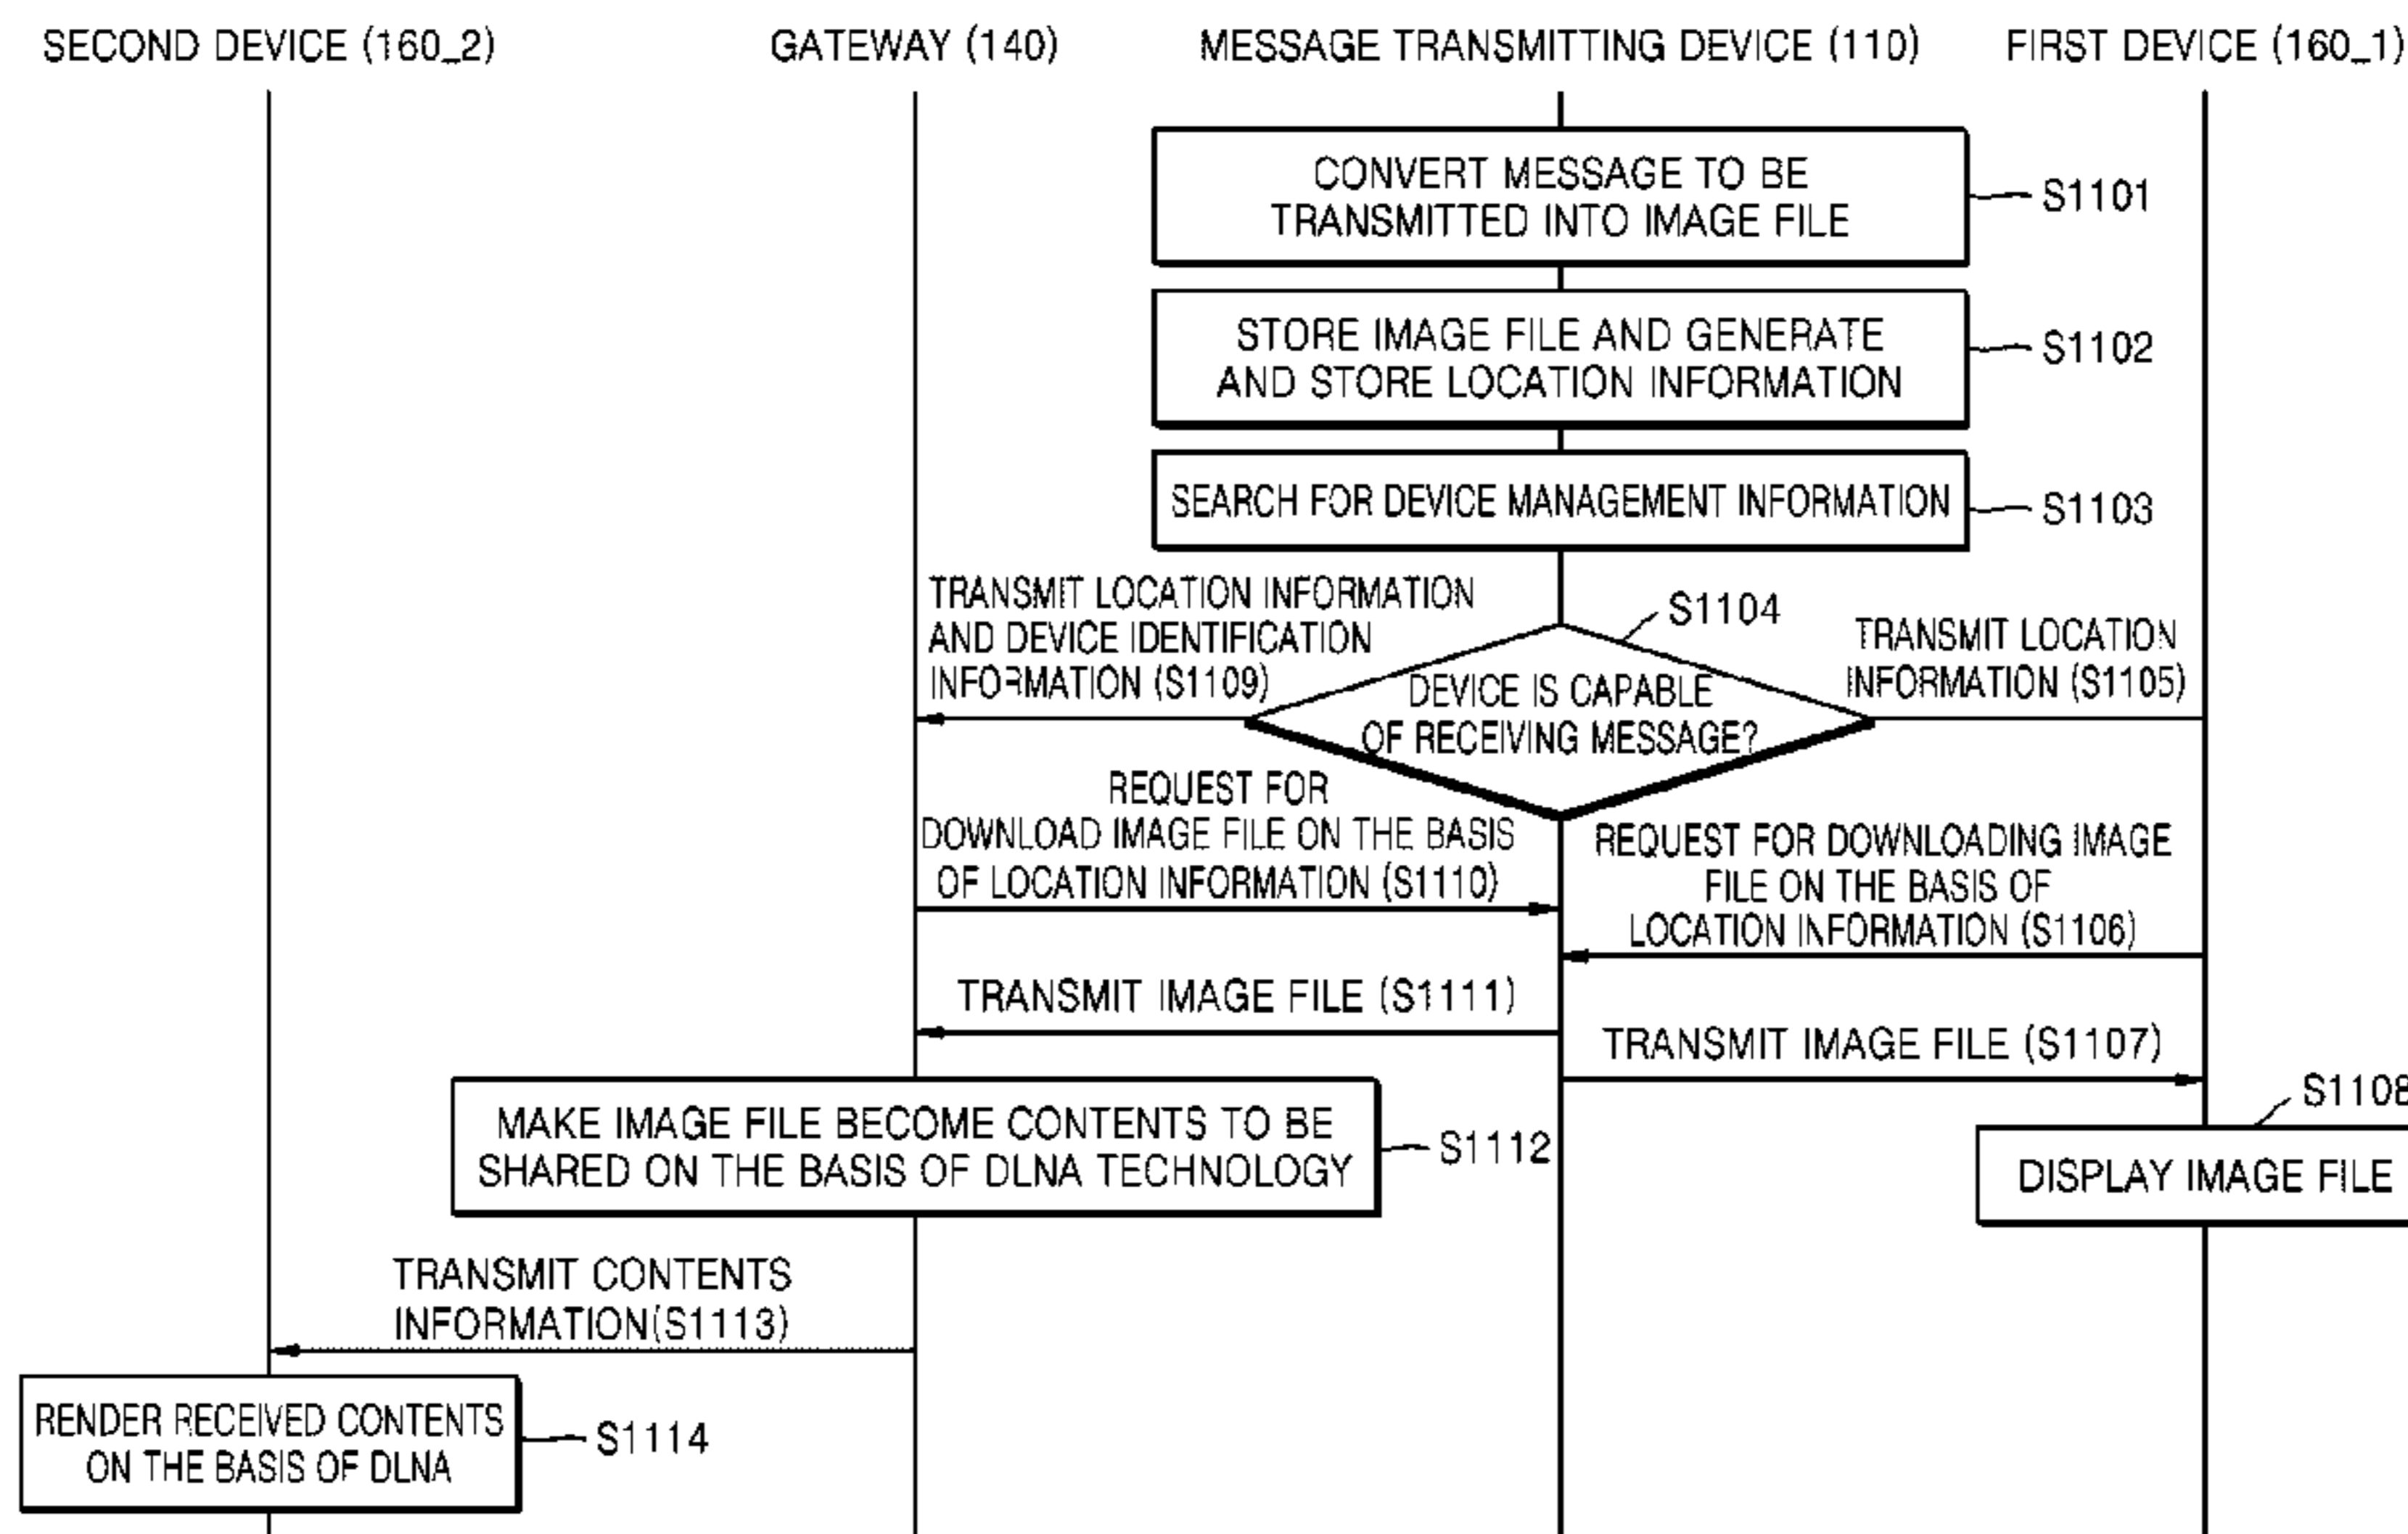 SECOND DEVICE (160_2)
GATEWAY (140)
MESSAGE TRANSMITTING DEVICE (110)
FIRST DEVICE (160_1)
CONVERT MESSAGE TO BE
TRANSMITTED INTO IMAGE FILE
S1101
STORE IMAGE FILE AND GENERATE
AND STORE LOCATION INFORMATION
S1102
SEARCH FOR DEVICE MANAGEMENT INFORMATION
S1103
TRANSMIT LOCATION INFORMATION
AND DEVICE IDENTIFICATION
INFORMATION (S1109)
S1104
DEVICE IS CAPABLE
OF RECEIVING MESSAGE?
TRANSMIT LOCATION
INFORMATION (S1105)
REQUEST FOR
DOWNLOAD IMAGE FILE ON THE BASIS
OF LOCATION INFORMATION (S1110)
REQUEST FOR DOWNLOADING IMAGE
FILE ON THE BASIS OF
LOCATION INFORMATION (S1106)
TRANSMIT IMAGE FILE (S1111)
TRANSMIT IMAGE FILE (S1107)
S1108
MAKE IMAGE FILE BECOME CONTENTS TO BE
SHARED ON THE BASIS OF DLNA TECHNOLOGY
S1112
DISPLAY IMAGE FILE
TRANSMIT CONTENTS
INFORMATION(S1113)
RENDER RECEIVED CONTENTS
ON THE BASIS OF DLNA
S1114